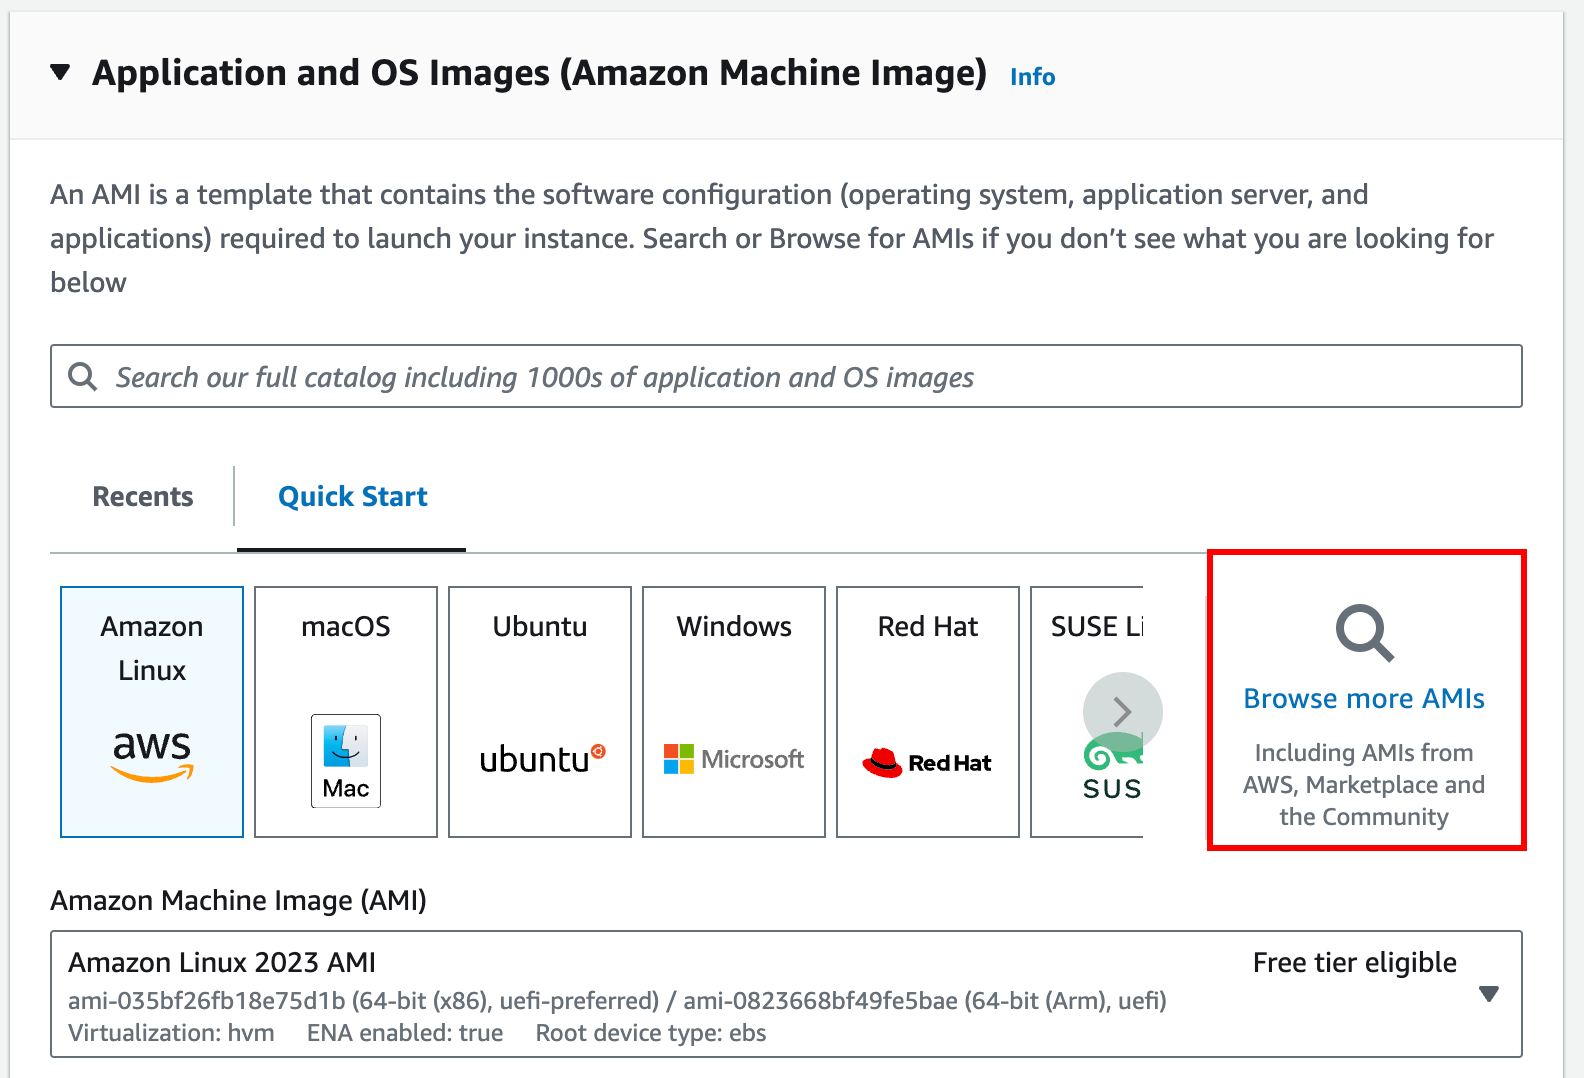 Application and OS Images (Amazon Machine Image) Info
An AMI is a template that contains the software configuration (operating system, application server, and
applications) required to launch your instance. Search or Browse for AMIs if you don’t see what you are looking for
below
Search our full catalog including 1000s of application and OS images
Recents
Quick Start
Amazon
Linux
aws
macOS
Mac
Ubuntu
ubuntu
Windows
Microsoft
Red Hat
Red Hat
SUSE Li
SUS
Browse more AMIs
Including AMIs from
AWS, Marketplace and
the Community
Amazon Machine Image (AMI)
Amazon Linux 2023 AMI
Free tier eligible
ami-035bf26fb18e75d1b (64-bit (x86), uefi-preferred) / ami-0823668bf49fe5bae (64-bit (Arm), uefi)
Virtualization: hvm ENA enabled: true Root device type: ebs